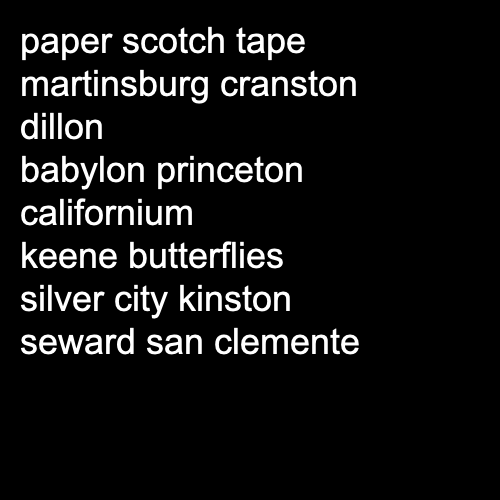 paper scotch tape
martinsburg cranston
dillon
babylon princeton
californium
keene butterflies
silver city kinston
seward san clemente